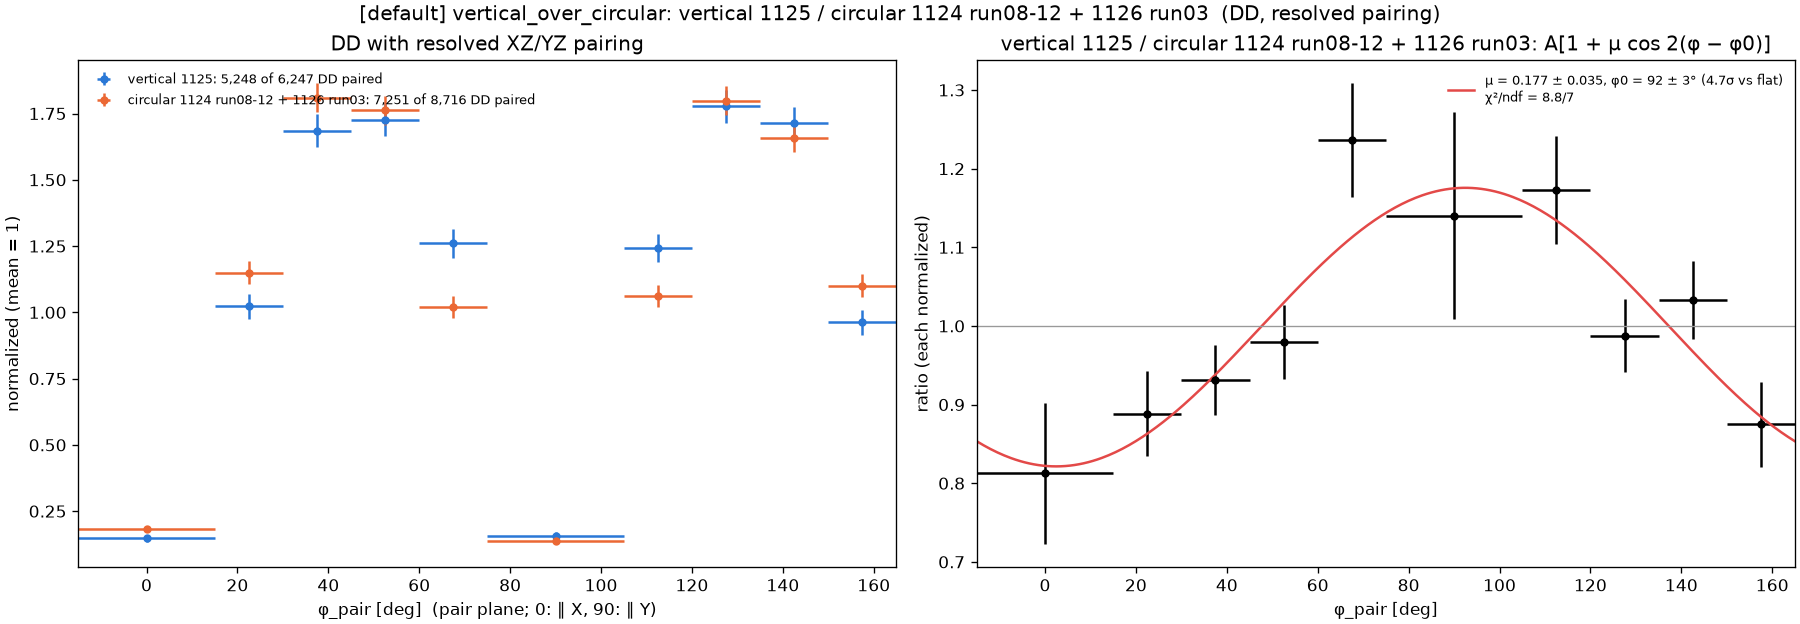 [default] vertical_over_circular: vertical 1125 / circular 1124 run08-12 + 1126 run03  (DD, resolved pairing)
DD with resolved XZ/YZ pairing
vertical 1125: 5,248 of 6,247 DD paired
circular 1124 run08-12 + 1126 run03: 7,251 of 8,716 DD paired
normalized (mean = 1)
1.75
1.50
1.25
1.00
0.75
0.50
0.25
0 20 40 60 80 100 120 140 160
φ_pair [deg]  (pair plane; 0: ∥ X, 90: ∥ Y)
vertical 1125 / circular 1124 run08-12 + 1126 run03: A[1 + μ cos 2(φ − φ0)]
μ = 0.177 ± 0.035, φ0 = 92 ± 3° (4.7σ vs flat)
χ²/ndf = 8.8/7
ratio (each normalized)
1.3
1.2
1.1
1.0
0.9
0.8
0.7
0 20 40 60 80 100 120 140 160
φ_pair [deg]